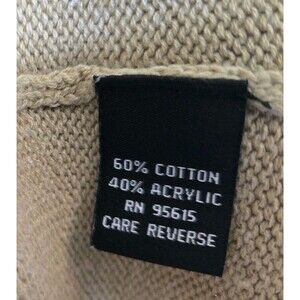 60% COTTON
40% ACRYLIC
RN 95615
CARE REVERSE